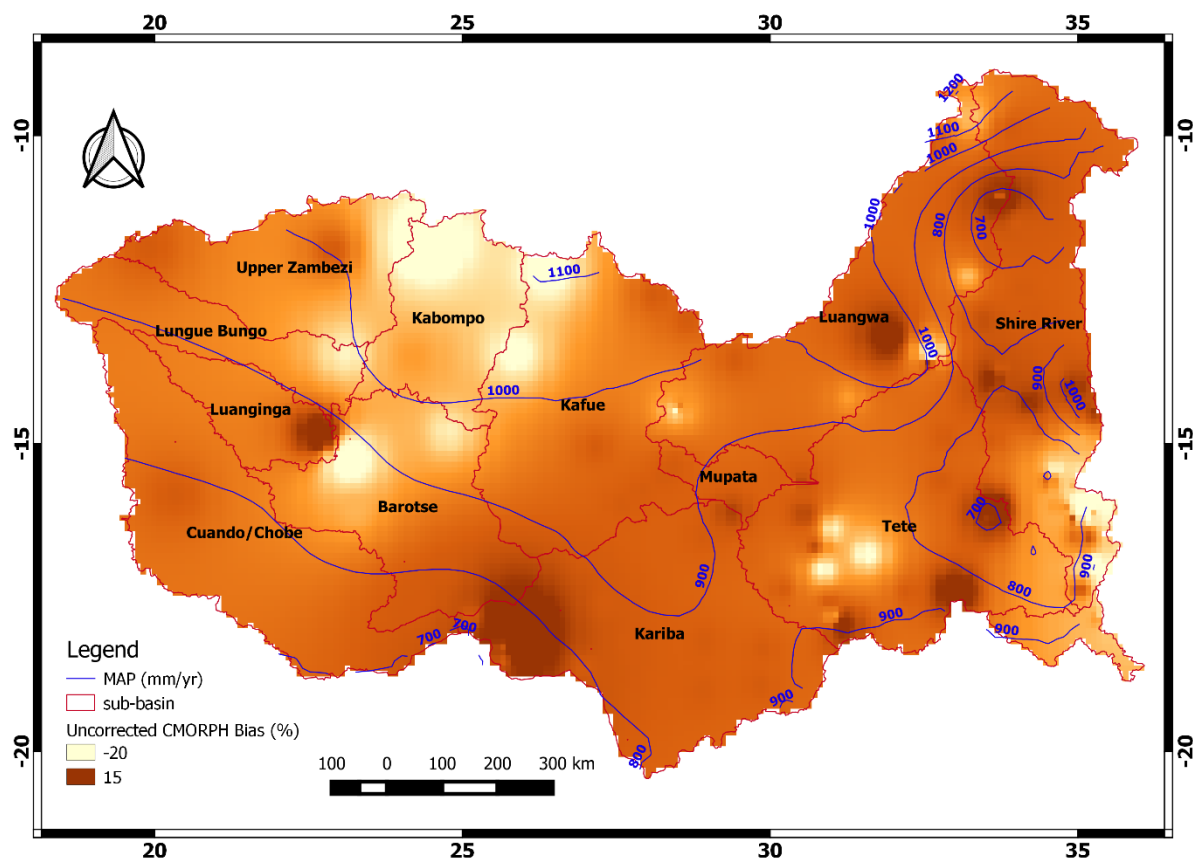 20 25 30 35
1200
-10 -10
1100
1000
1000
800
700
Upper Zambezi
1100
Kabompo
Luangwa
Shire River
Lungue Bungo
1000
900
1000
1000
Luanginga
Kafue
-15 -15
Mupata
Barotse
700
Tete
Cuando/Chobe
900
900
800
900
Kariba
700
700
900
Legend
MAP (mm/yr)
sub-basin
900
Uncorrected CMORPH Bias (%)
-20
15
100 0 100 200 300 km
800
-20 -20
20 25 30 35